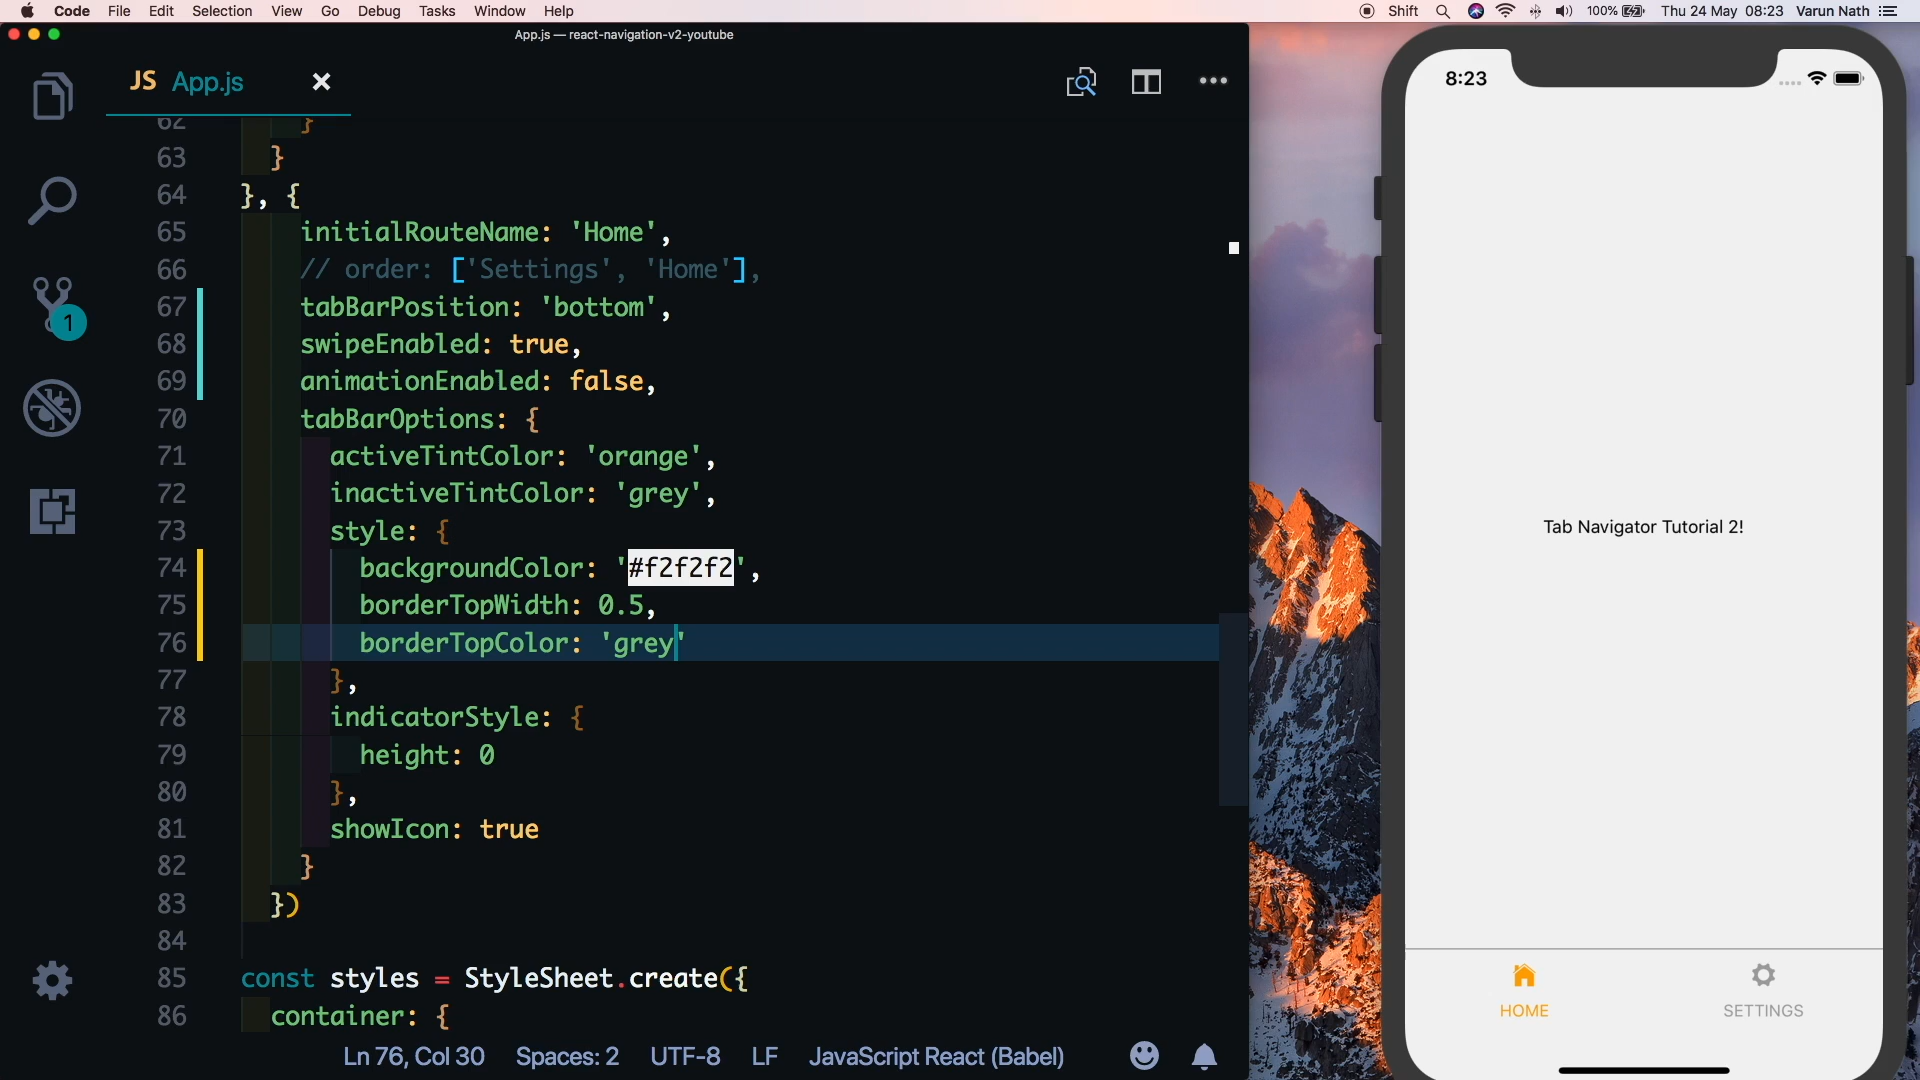 Code File Edit Selection View Go Debug Tasks Window Help Shift 100% Thu 24 May 08:23 Varun Nath
App.js — react-navigation-v2-youtube
JS App.js
62 }
63 }
64 }, {
65 initialRouteName: 'Home',
66 // order: ['Settings', 'Home'],
67 tabBarPosition: 'bottom',
68 swipeEnabled: true,
69 animationEnabled: false,
70 tabBarOptions: {
71 activeTintColor: 'orange',
72 inactiveTintColor: 'grey',
73 style: {
74 backgroundColor: '#f2f2f2',
75 borderTopWidth: 0.5,
76 borderTopColor: 'grey'
77 },
78 indicatorStyle: {
79 height: 0
80 },
81 showIcon: true
82 }
83 })
84
85 const styles = StyleSheet.create({
86 container: {
1
Ln 76, Col 30 Spaces: 2 UTF-8 LF JavaScript React (Babel)
8:23
Tab Navigator Tutorial 2!
HOME SETTINGS